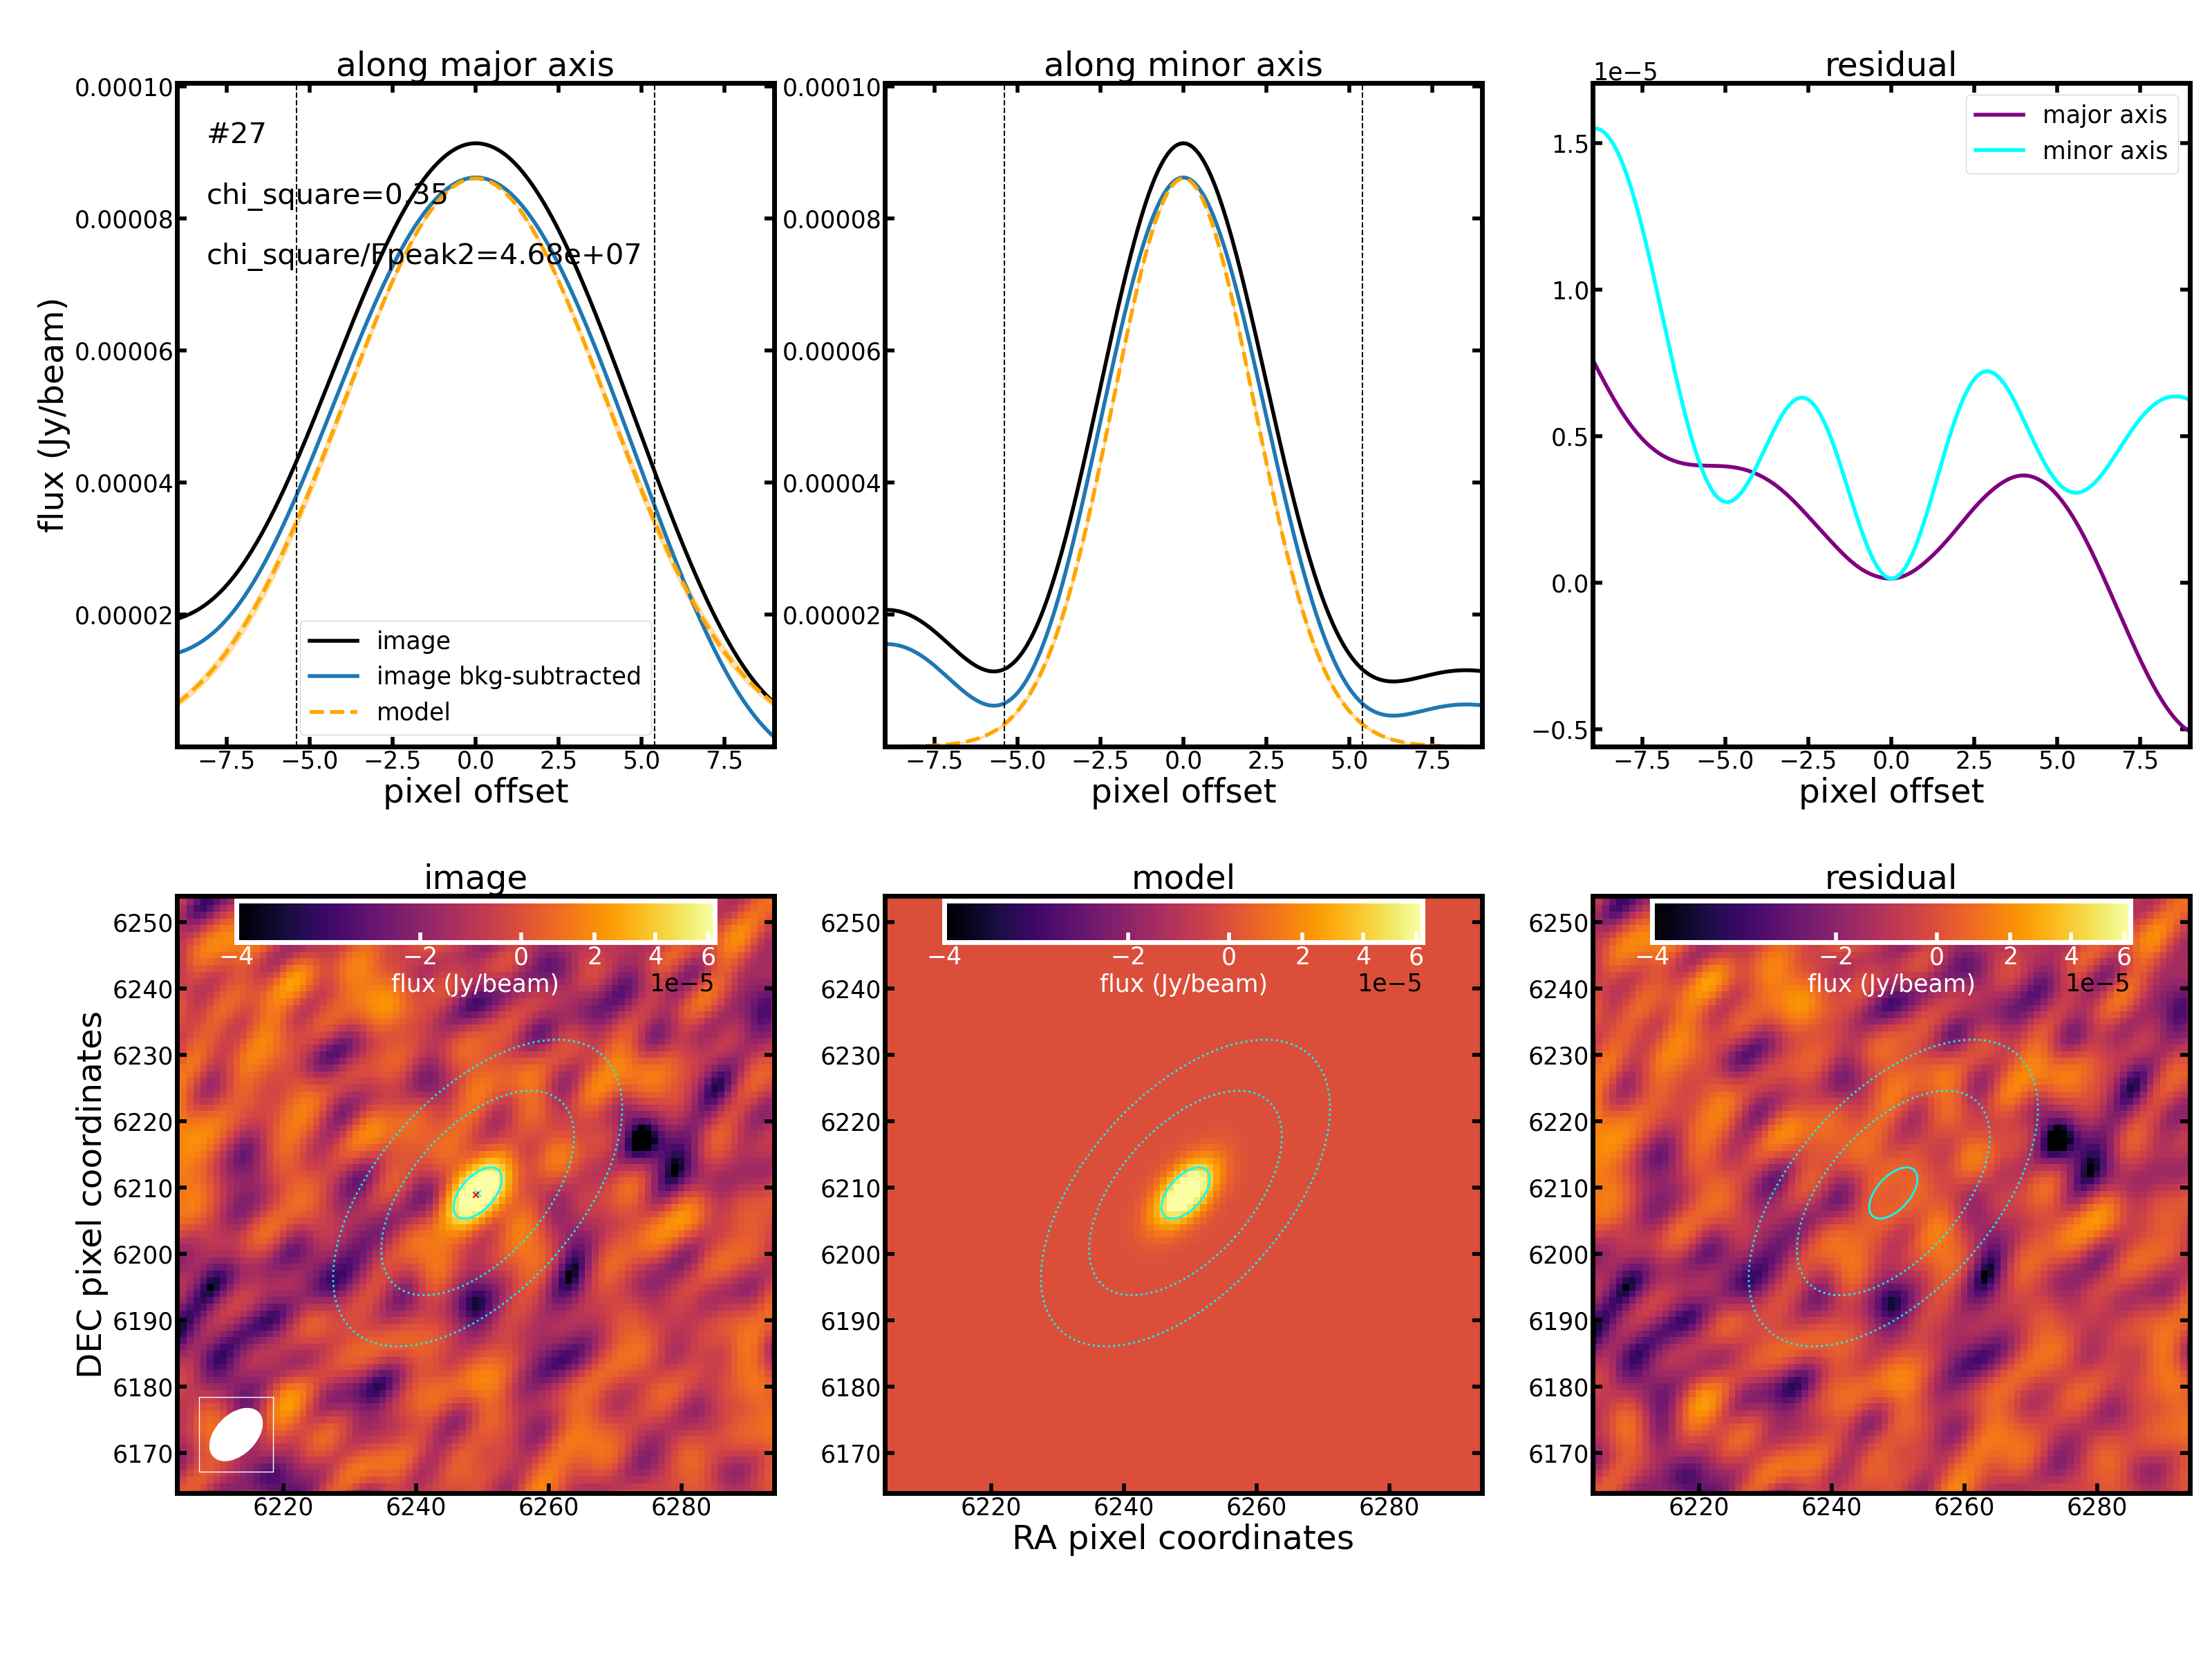 along major axis
along minor axis
residual
#27
chi_square=0.35
chi_square/Fpeak2=4.68e+07
flux (Jy/beam)
0.00010
0.00008
0.00006
0.00004
0.00002
image
image bkg-subtracted
model
−7.5 −5.0 −2.5 0.0 2.5 5.0 7.5
pixel offset
0.00010
0.00008
0.00006
0.00004
0.00002
−7.5 −5.0 −2.5 0.0 2.5 5.0 7.5
pixel offset
1e−5
major axis
minor axis
1.5
1.0
0.5
0.0
−0.5
−7.5 −5.0 −2.5 0.0 2.5 5.0 7.5
pixel offset
image
−4 −2 0 2 4 6
flux (Jy/beam)
1e−5
DEC pixel coordinates
6250
6240
6230
6220
6210
6200
6190
6180
6170
6220 6240 6260 6280
model
−4 −2 0 2 4 6
flux (Jy/beam)
1e−5
6250
6240
6230
6220
6210
6200
6190
6180
6170
6220 6240 6260 6280
RA pixel coordinates
residual
−4 −2 0 2 4 6
flux (Jy/beam)
1e−5
6250
6240
6230
6220
6210
6200
6190
6180
6170
6220 6240 6260 6280